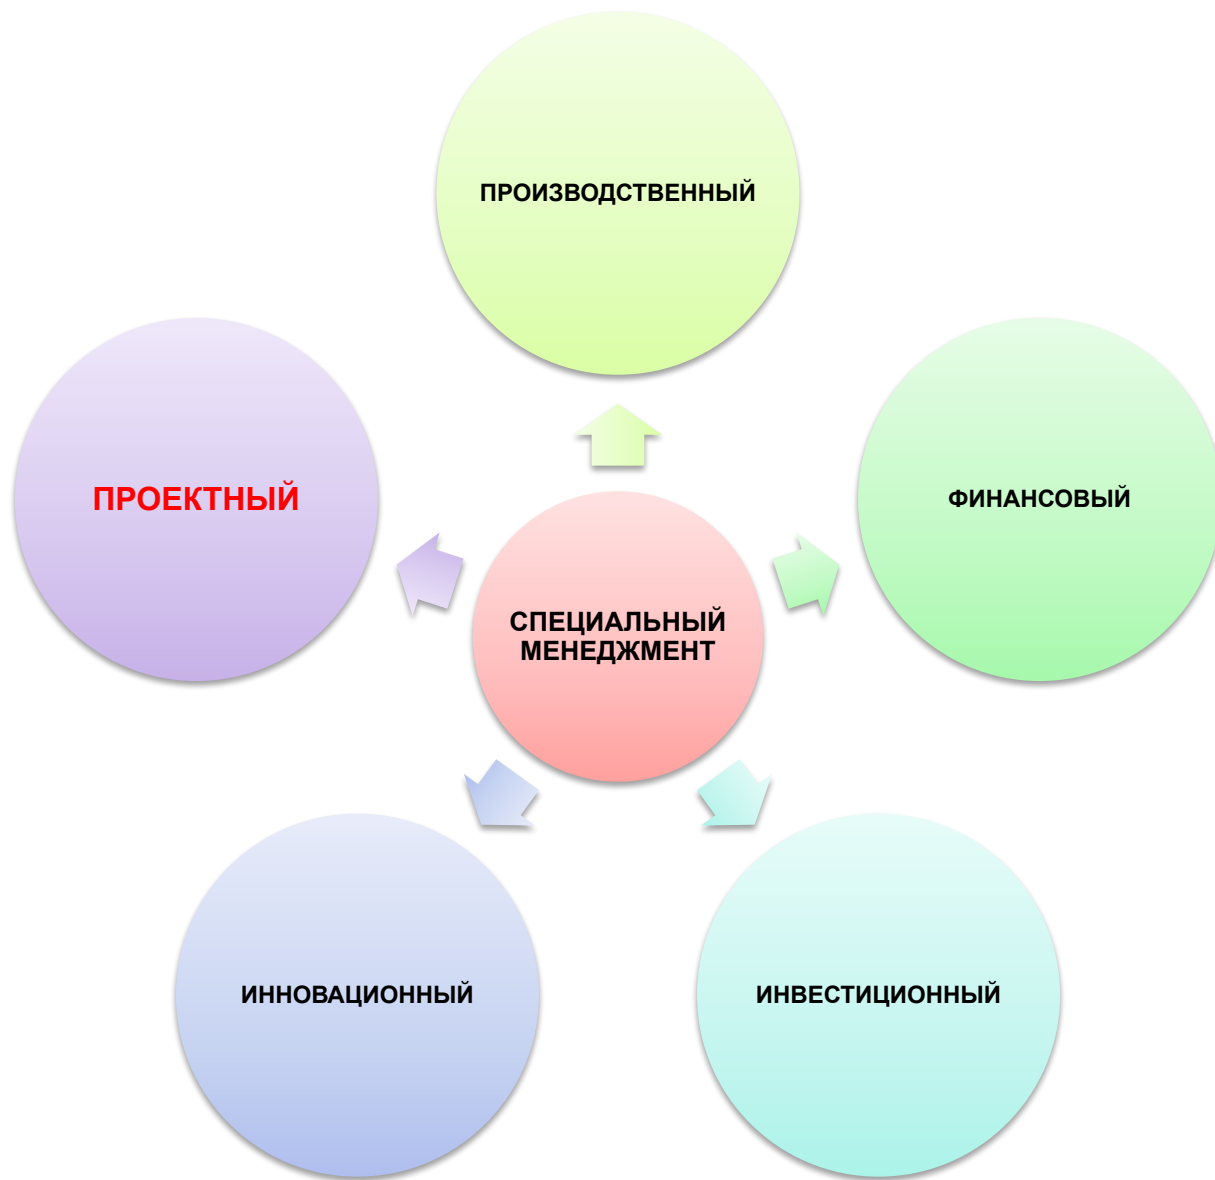 ПРОИЗВОДСТВЕННЫЙ
ПРОЕКТНЫЙ
ФИНАНСОВЫЙ
СПЕЦИАЛЬНЫЙ
МЕНЕДЖМЕНТ
ИННОВАЦИОННЫЙ
ИНВЕСТИЦИОННЫЙ